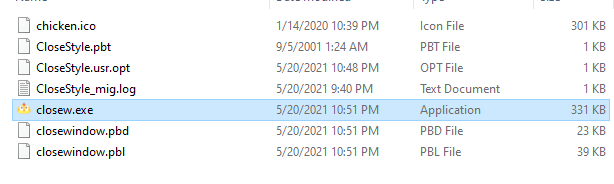 chicken.ico 1/14/2020 10:39 PM Icon File 301 KB
CloseStyle.pbt 9/5/2001 1:24 AM PBT File 1 KB
CloseStyle.usr.opt 5/20/2021 10:48 PM OPT File 1 KB
CloseStyle_mig.log 5/20/2021 9:40 PM Text Document 1 KB
closew.exe 5/20/2021 10:51 PM Application 331 KB
closewindow.pbd 5/20/2021 10:51 PM PBD File 23 KB
closewindow.pbl 5/20/2021 10:51 PM PBL File 39 KB